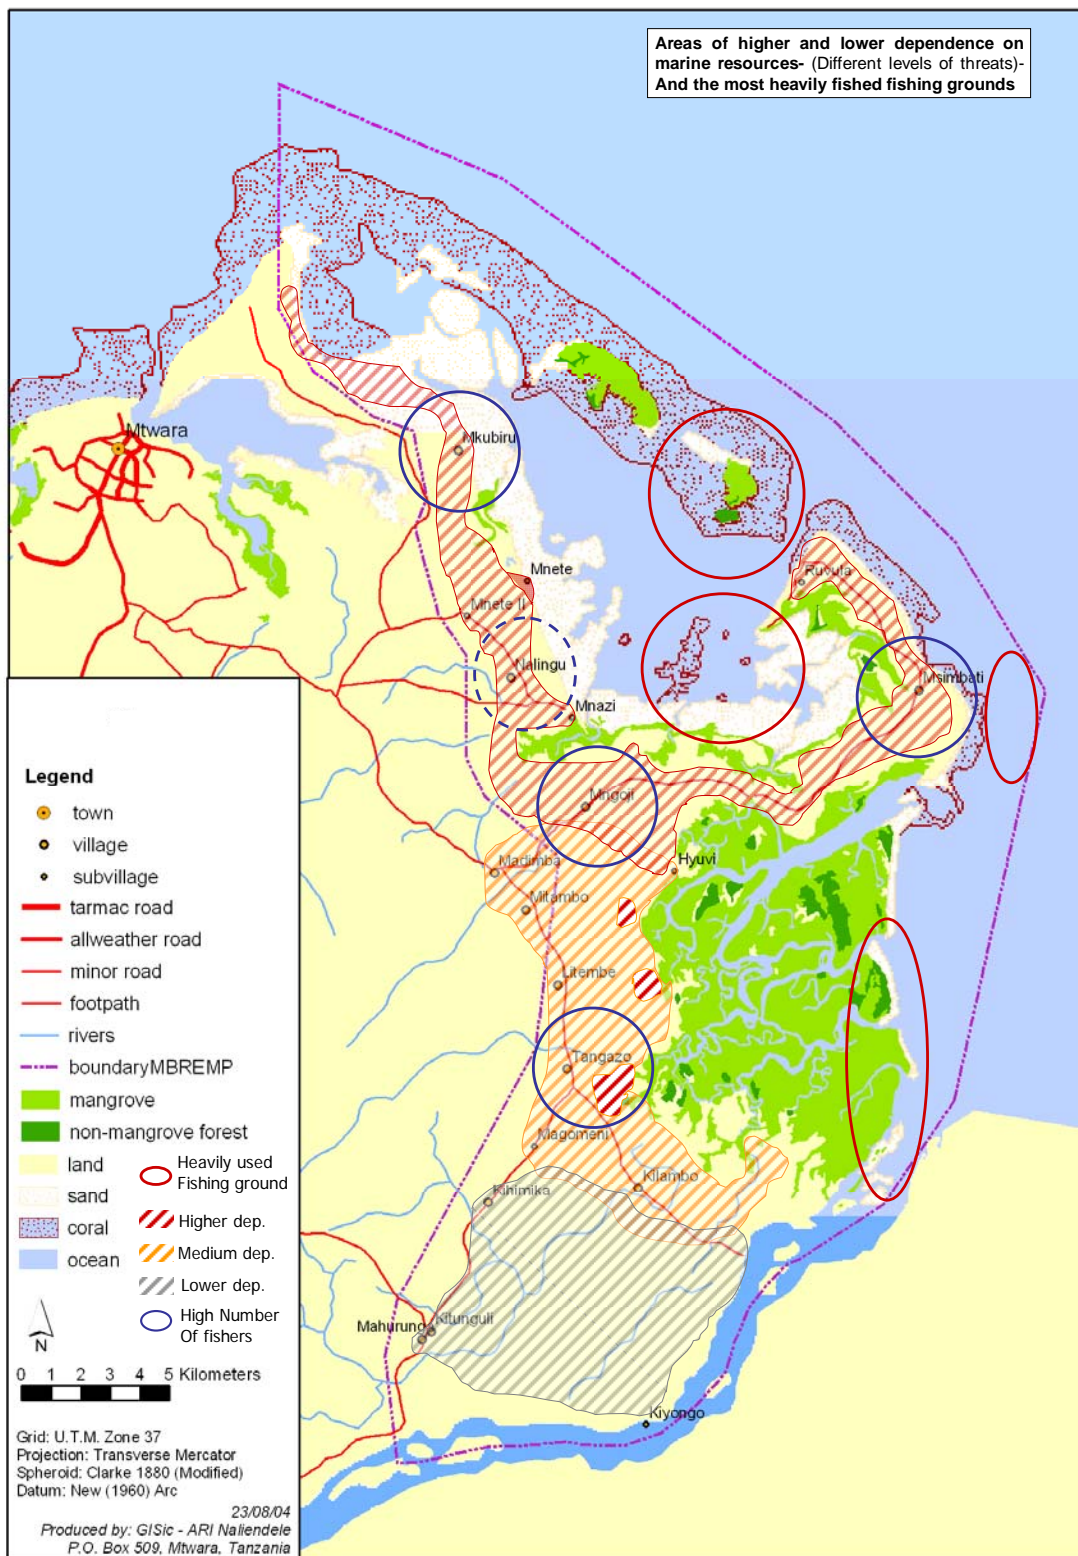 Areas of higher and lower dependence on
marine resources- (Different levels of threats)-
And the most heavily fished fishing grounds
Mtwara
Mkubiru
Mnete
Ruvula
Mnete II
Nalingu
Msimbati
Mnazi
Mngoji
Madimba
Hyuvi
Mitambo
Litembe
Tangazo
Magomeni
Kilambo
Kihimika
Mahurung
Kitunguli
Kiyongo
Legend
town
village
subvillage
tarmac road
allweather road
minor road
footpath
rivers
boundaryMBREMP
mangrove
non-mangrove forest
land
sand
coral
ocean
Heavily used
Fishing ground
Higher dep.
Medium dep.
Lower dep.
High Number
Of fishers
N
0 1 2 3 4 5 Kilometers
Grid: U.T.M. Zone 37
Projection: Transverse Mercator
Spheroid: Clarke 1880 (Modified)
Datum: New (1960) Arc
23/08/04
Produced by: GISic - ARI Naliendele
P.O. Box 509, Mtwara, Tanzania